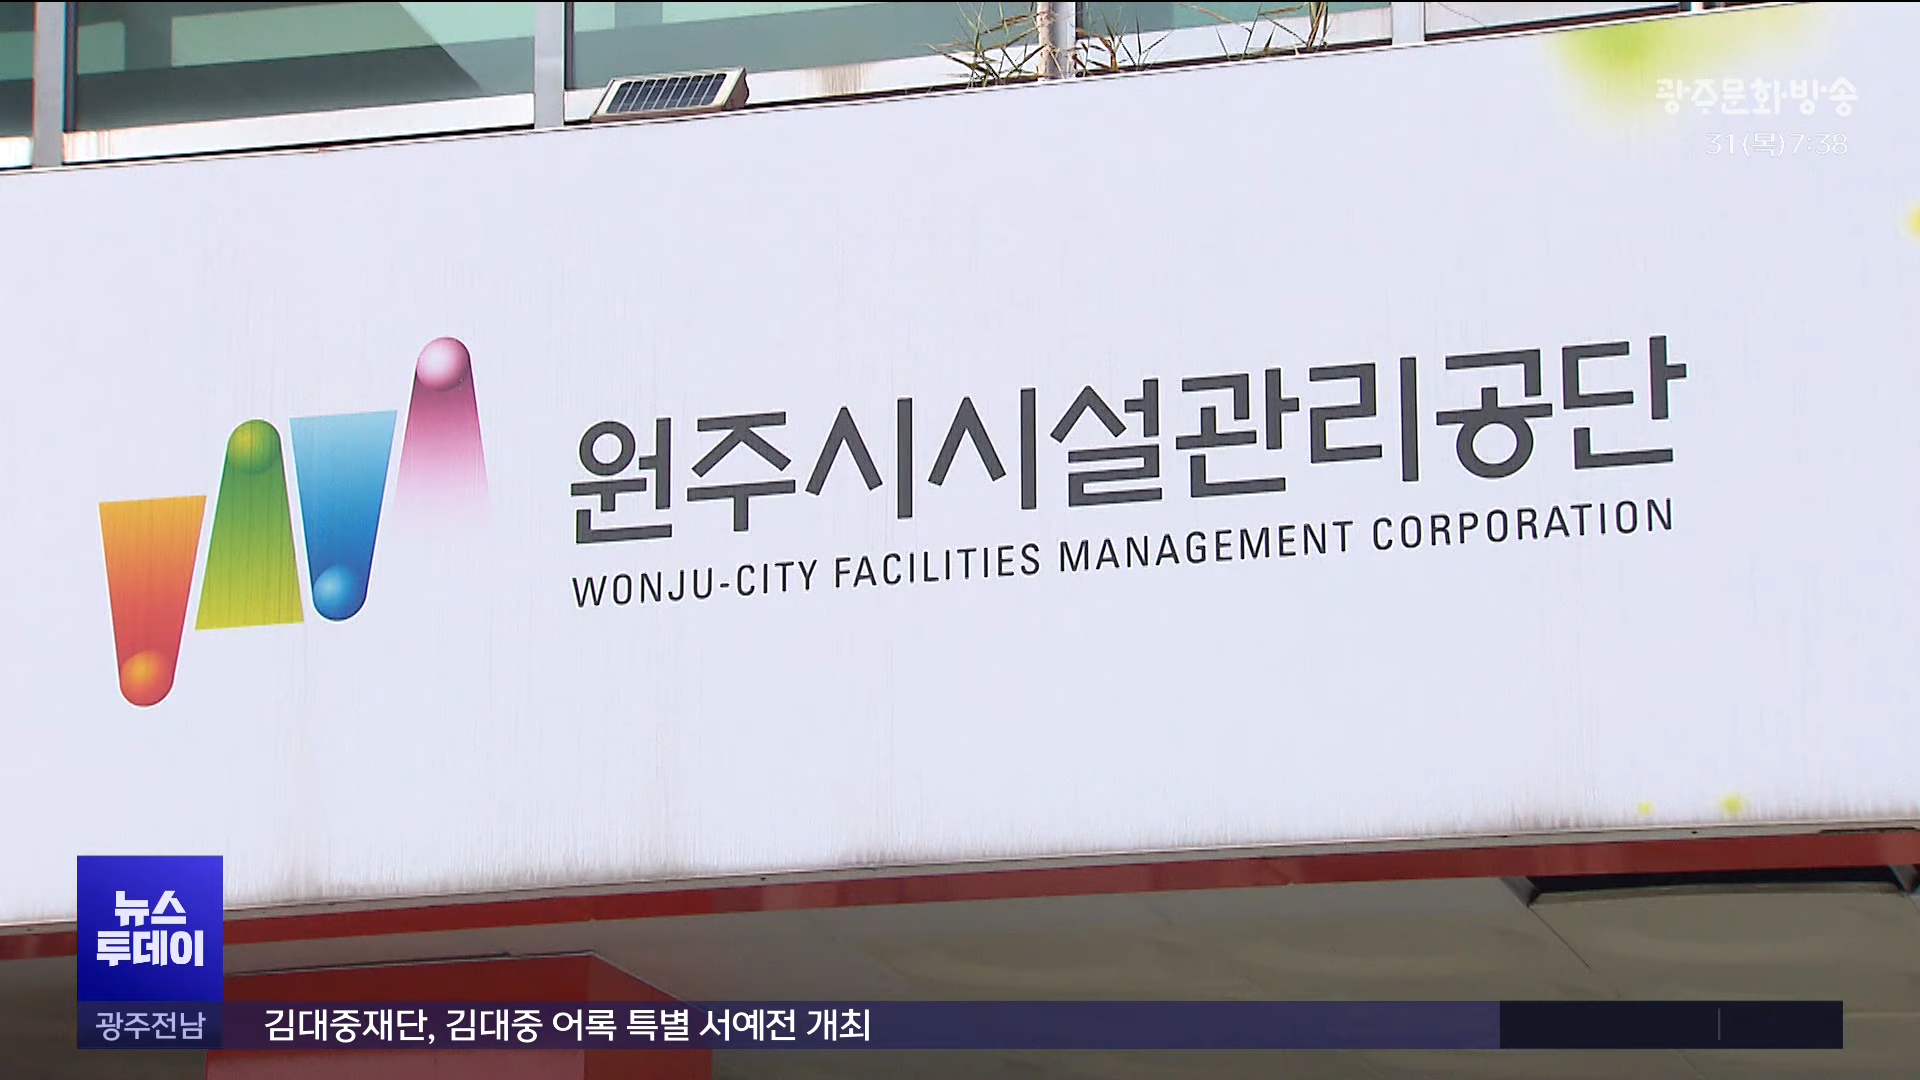 광주문화방송
31(목)7:38
원주시시설관리공단
WONJU-CITY FACILITIES MANAGEMENT CORPORATION
뉴스
투데이
광주전남
김대중재단, 김대중 어록 특별 서예전 개최